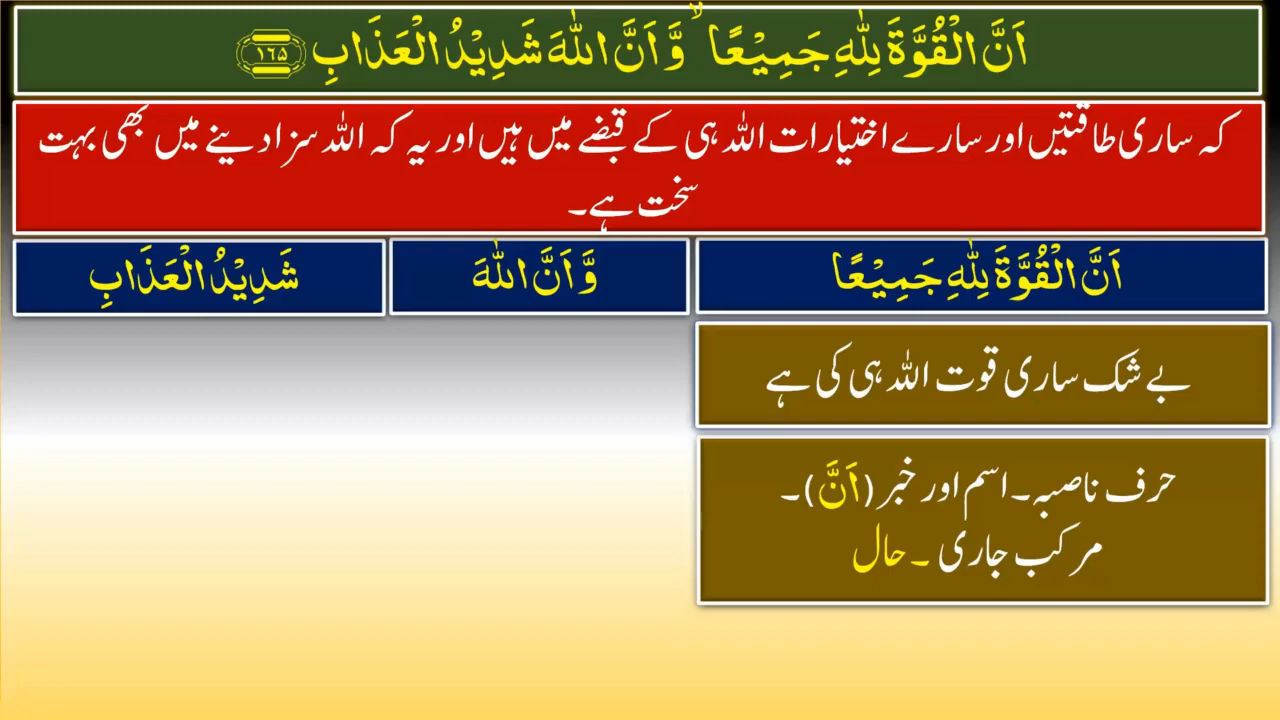 اَنَّ الْقُوَّةَ لِلّٰهِ جَمِيْعًا ۙ وَّ اَنَّ اللّٰهَ شَدِيْدُ الْعَذَابِ ۝۱۶۵
کہ ساری طاقتیں اور سارے اختیارات اللہ ہی کے قبضے میں ہیں اور یہ کہ اللہ سزا دینے میں بھی بہت
سخت ہے۔
اَنَّ الْقُوَّةَ لِلّٰهِ جَمِيْعًا
وَّ اَنَّ اللّٰهَ
شَدِيْدُ الْعَذَابِ
بے شک ساری قوت اللہ ہی کی ہے
حرف ناصبہ۔ اسم اور خبر (اَنَّ)۔
مرکب جاری ۔ حال